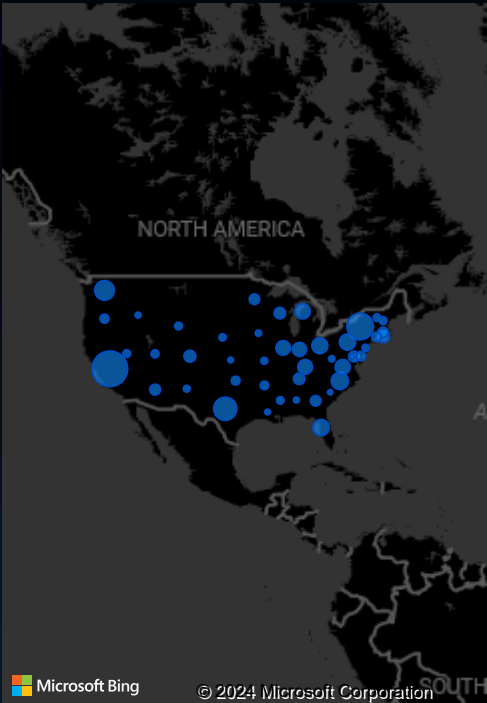 NORTH AMERICA
A
SOUTH
Microsoft Bing
© 2024 Microsoft Corporation